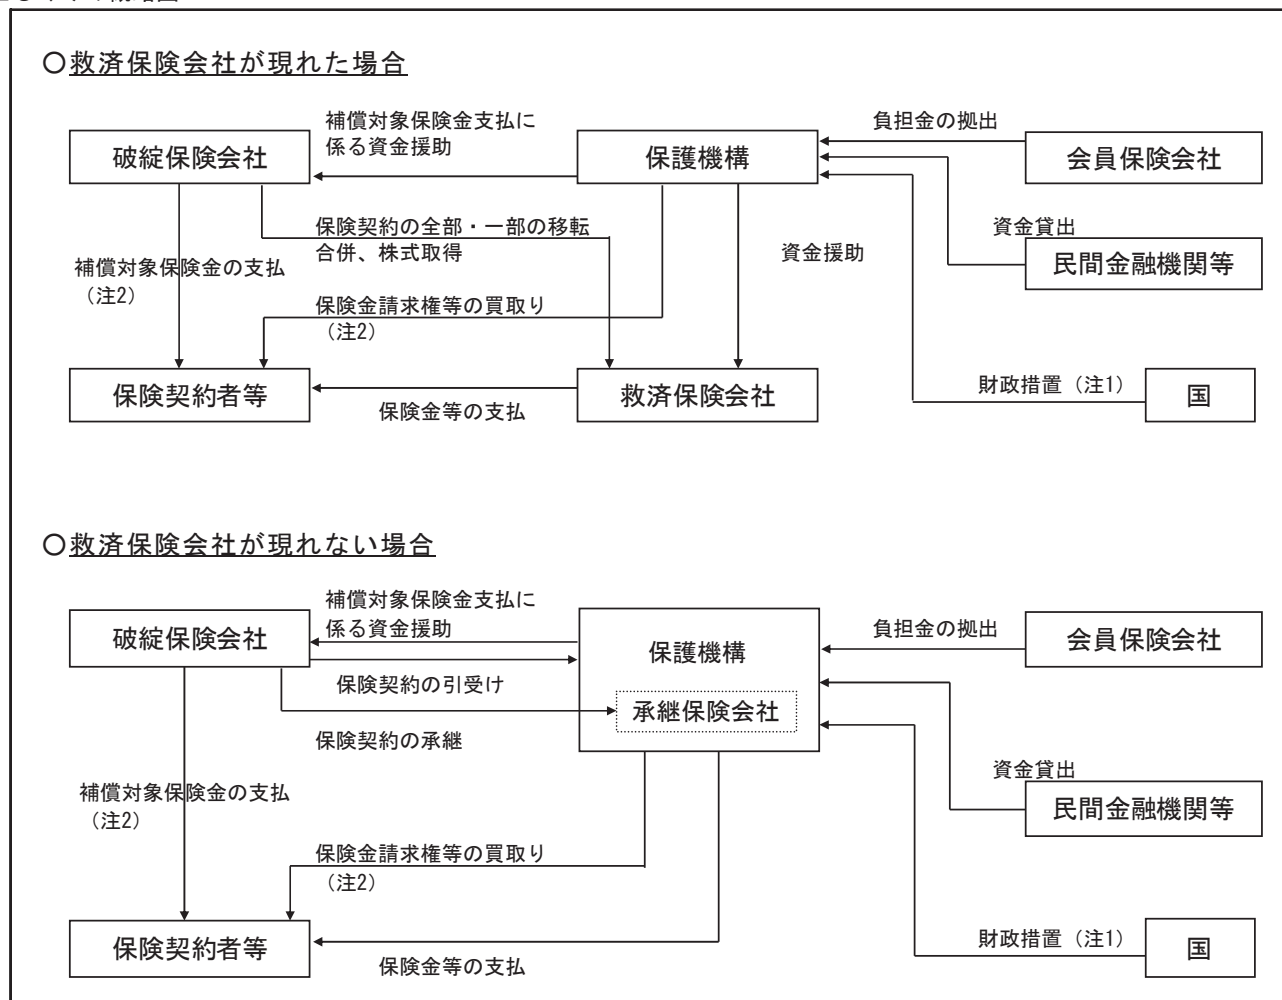 〇救済保険会社が現れた場合
補償対象保険金支払に
係る資金援助
負担金の拠出
破綻保険会社
保護機構
会員保険会社
保険契約の全部・一部の移転
合併、株式取得
資金貸出
民間金融機関等
資金援助
補償対象保険金の支払
（注2）
保険金請求権等の買取り
（注2）
財政措置（注1）
国
保険契約者等
救済保険会社
保険金等の支払
〇救済保険会社が現れない場合
補償対象保険金支払に
係る資金援助
負担金の拠出
破綻保険会社
保護機構
会員保険会社
保険契約の引受け
承継保険会社
保険契約の承継
資金貸出
民間金融機関等
補償対象保険金の支払
（注2）
保険金請求権等の買取り
（注2）
財政措置（注1）
国
保険契約者等
保険金等の支払